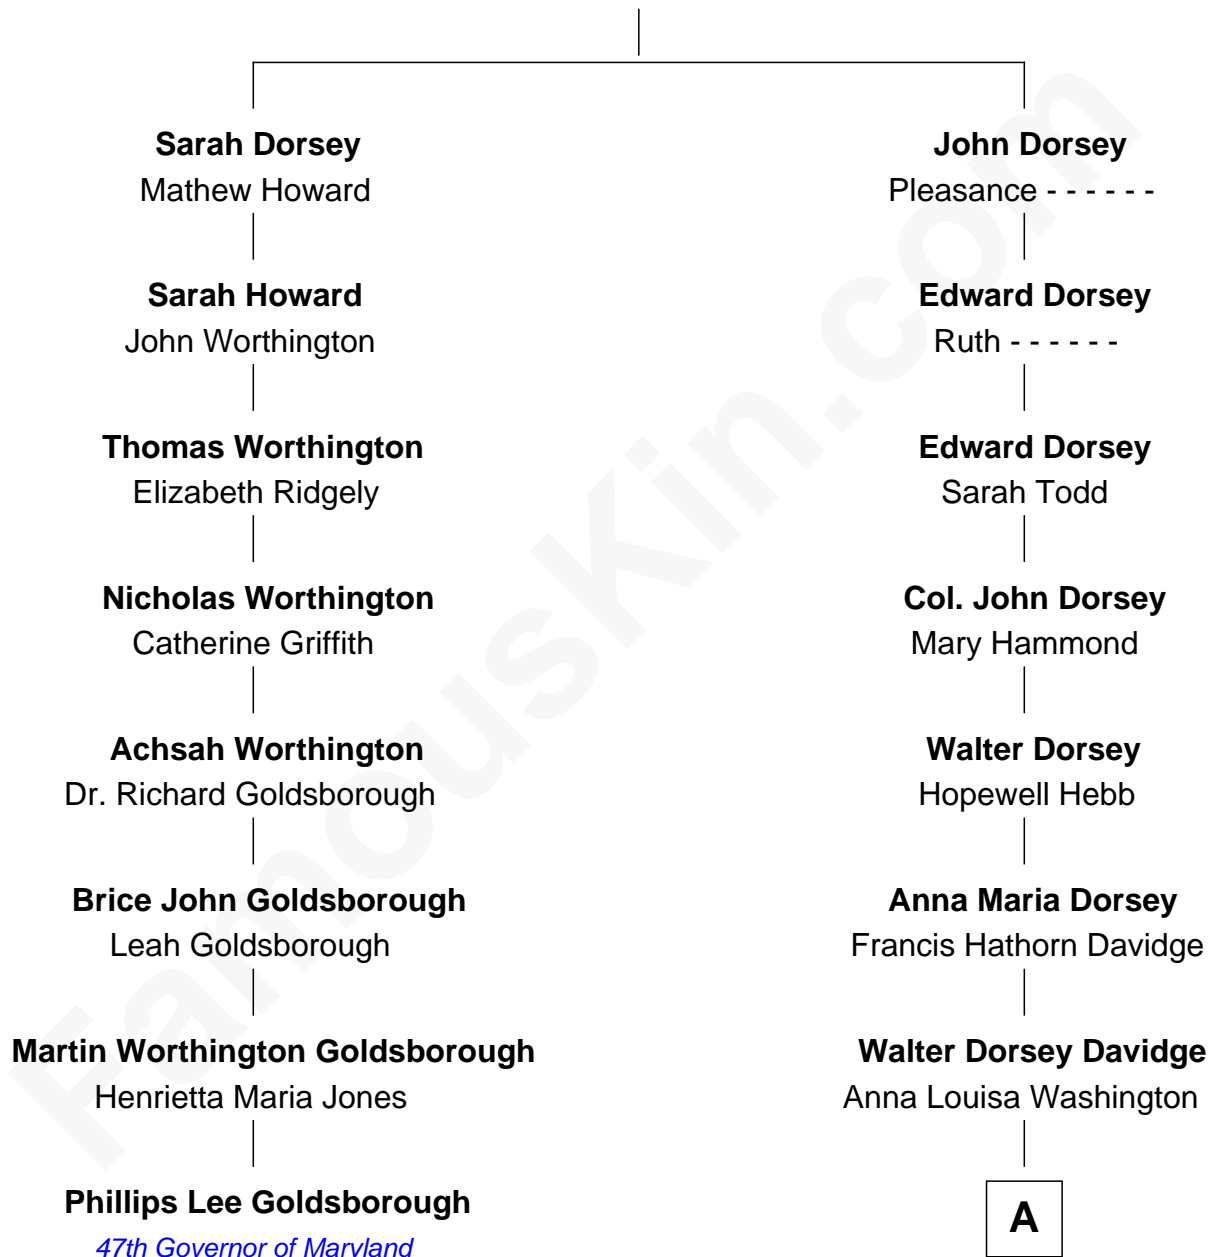 Sarah Dorsey
Mathew Howard
John Dorsey
Pleasance - - - - - -
Sarah Howard
John Worthington
Edward Dorsey
Ruth - - - - - -
Thomas Worthington
Elizabeth Ridgely
Edward Dorsey
Sarah Todd
Nicholas Worthington
Catherine Griffith
Col. John Dorsey
Mary Hammond
Achsah Worthington
Dr. Richard Goldsborough
Walter Dorsey
Hopewell Hebb
Brice John Goldsborough
Leah Goldsborough
Anna Maria Dorsey
Francis Hathorn Davidge
Martin Worthington Goldsborough
Henrietta Maria Jones
Walter Dorsey Davidge
Anna Louisa Washington
Phillips Lee Goldsborough
47th Governor of Maryland
A
FamousKin.com